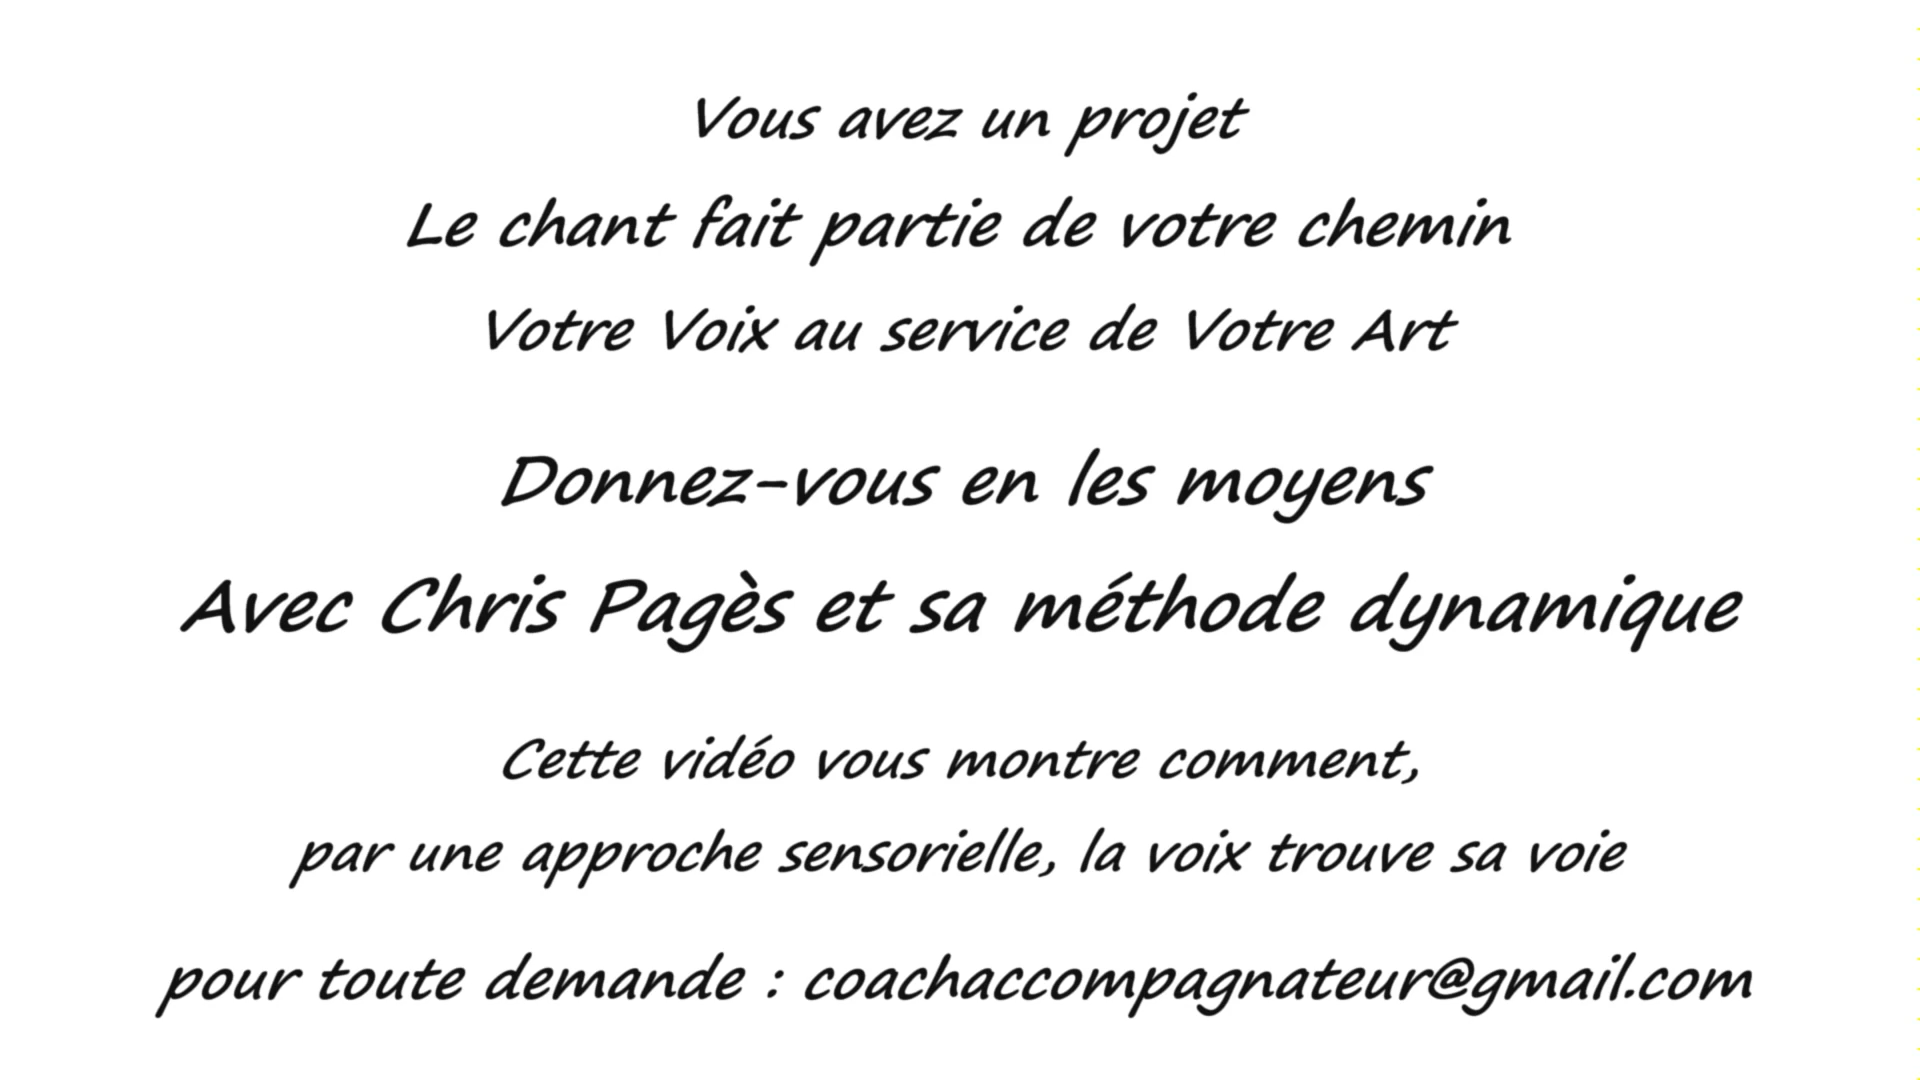 Vous avez un projet
Le chant fait partie de votre chemin
Votre Voix au service de Votre Art
Donnez-vous en les moyens
Avec Chris Pagès et sa méthode dynamique
Cette vidéo vous montre comment,
par une approche sensorielle, la voix trouve sa voie
pour toute demande : coachaccompagnateur@gmail.com